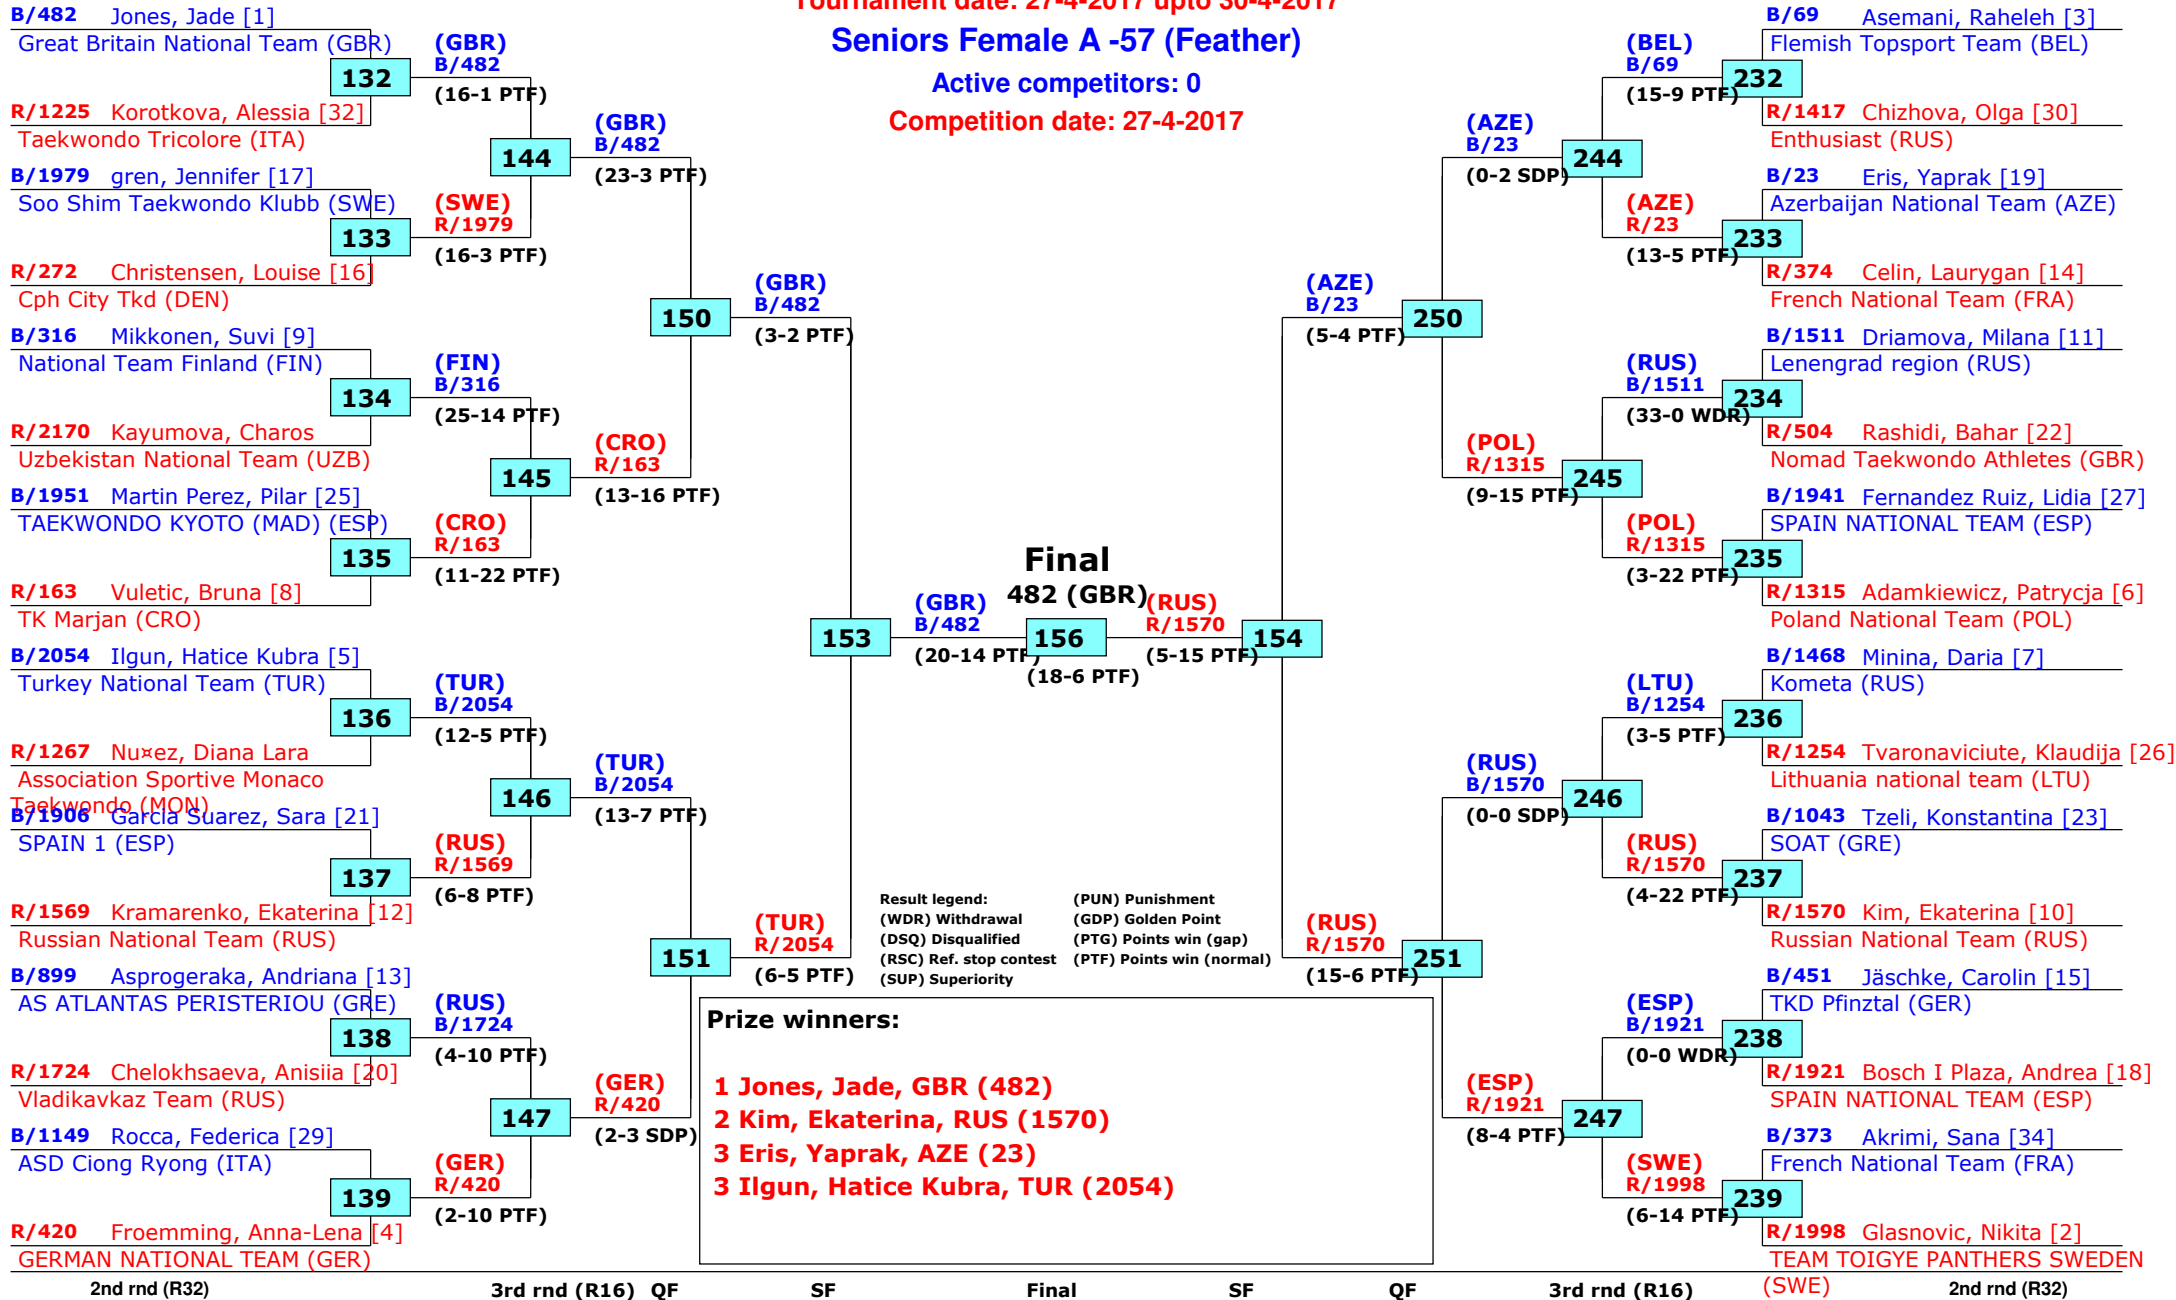 Tournament date: 27-4-2017 upto 30-4-2017
Seniors Female A -57 (Feather)
Active competitors: 0
Competition date: 27-4-2017
B/482 Jones, Jade [1]
Great Britain National Team (GBR)
132
R/1225 Korotkova, Alessia [32]
Taekwondo Tricolore (ITA)
B/1979 gren, Jennifer [17]
Soo Shim Taekwondo Klubb (SWE)
133
R/272 Christensen, Louise [16]
Cph City Tkd (DEN)
B/316 Mikkonen, Suvi [9]
National Team Finland (FIN)
134
R/2170 Kayumova, Charos
Uzbekistan National Team (UZB)
B/1951 Martin Perez, Pilar [25]
TAEKWONDO KYOTO (MAD) (ESP)
135
R/163 Vuletic, Bruna [8]
TK Marjan (CRO)
B/2054 Ilgun, Hatice Kubra [5]
Turkey National Team (TUR)
136
R/1267 Nu¤ez, Diana Lara
Association Sportive Monaco
Taekwondo (MON)
B/1906 Garcia Suarez, Sara [21]
SPAIN 1 (ESP)
137
R/1569 Kramarenko, Ekaterina [12]
Russian National Team (RUS)
B/899 Asprogeraka, Andriana [13]
AS ATLANTAS PERISTERIOU (GRE)
138
R/1724 Chelokhsaeva, Anisiia [20]
Vladikavkaz Team (RUS)
B/1149 Rocca, Federica [29]
ASD Ciong Ryong (ITA)
139
R/420 Froemming, Anna-Lena [4]
GERMAN NATIONAL TEAM (GER)
(GBR)
B/482
(16-1 PTF)
144
(SWE)
R/1979
(16-3 PTF)
(FIN)
B/316
(25-14 PTF)
145
(CRO)
R/163
(11-22 PTF)
(TUR)
B/2054
(12-5 PTF)
146
(RUS)
R/1569
(6-8 PTF)
(RUS)
B/1724
(4-10 PTF)
147
(GER)
R/420
(2-10 PTF)
(GBR)
B/482
(23-3 PTF)
150
(CRO)
R/163
(13-16 PTF)
(TUR)
B/2054
(13-7 PTF)
151
(GER)
R/420
(2-3 SDP)
(GBR)
B/482
(3-2 PTF)
153
(TUR)
R/2054
(6-5 PTF)
(GBR)
B/482
(20-14 PTF)
Final
482 (GBR)
156
(18-6 PTF)
(RUS)
R/1570
(5-15 PTF)
154
(AZE)
B/23
(5-4 PTF)
250
(RUS)
R/1570
(15-6 PTF)
251
(AZE)
B/23
(0-2 SDP)
244
(POL)
R/1315
(9-15 PTF)
245
(RUS)
B/1570
(0-0 SDP)
246
(ESP)
R/1921
(8-4 PTF)
247
(BEL)
B/69
(15-9 PTF)
232
(AZE)
R/23
(13-5 PTF)
233
(RUS)
B/1511
(33-0 WDR)
234
(POL)
R/1315
(3-22 PTF)
235
(LTU)
B/1254
(3-5 PTF)
236
(RUS)
R/1570
(4-22 PTF)
237
(ESP)
B/1921
(0-0 WDR)
238
(SWE)
R/1998
(6-14 PTF)
239
B/69 Asemani, Raheleh [3]
Flemish Topsport Team (BEL)
R/1417 Chizhova, Olga [30]
Enthusiast (RUS)
B/23 Eris, Yaprak [19]
Azerbaijan National Team (AZE)
R/374 Celin, Laurygan [14]
French National Team (FRA)
B/1511 Driamova, Milana [11]
Lenengrad region (RUS)
R/504 Rashidi, Bahar [22]
Nomad Taekwondo Athletes (GBR)
B/1941 Fernandez Ruiz, Lidia [27]
SPAIN NATIONAL TEAM (ESP)
R/1315 Adamkiewicz, Patrycja [6]
Poland National Team (POL)
B/1468 Minina, Daria [7]
Kometa (RUS)
R/1254 Tvaronaviciute, Klaudija [26]
Lithuania national team (LTU)
B/1043 Tzeli, Konstantina [23]
SOAT (GRE)
R/1570 Kim, Ekaterina [10]
Russian National Team (RUS)
B/451 Jäschke, Carolin [15]
TKD Pfinztal (GER)
R/1921 Bosch I Plaza, Andrea [18]
SPAIN NATIONAL TEAM (ESP)
B/373 Akrimi, Sana [34]
French National Team (FRA)
R/1998 Glasnovic, Nikita [2]
TEAM TOIGYE PANTHERS SWEDEN
(SWE)
Result legend:
(WDR) Withdrawal
(DSQ) Disqualified
(RSC) Ref. stop contest
(SUP) Superiority
(PUN) Punishment
(GDP) Golden Point
(PTG) Points win (gap)
(PTF) Points win (normal)
Prize winners:
1 Jones, Jade, GBR (482)
2 Kim, Ekaterina, RUS (1570)
3 Eris, Yaprak, AZE (23)
3 Ilgun, Hatice Kubra, TUR (2054)
2nd rnd (R32) 3rd rnd (R16) QF SF Final SF QF 3rd rnd (R16) 2nd rnd (R32)